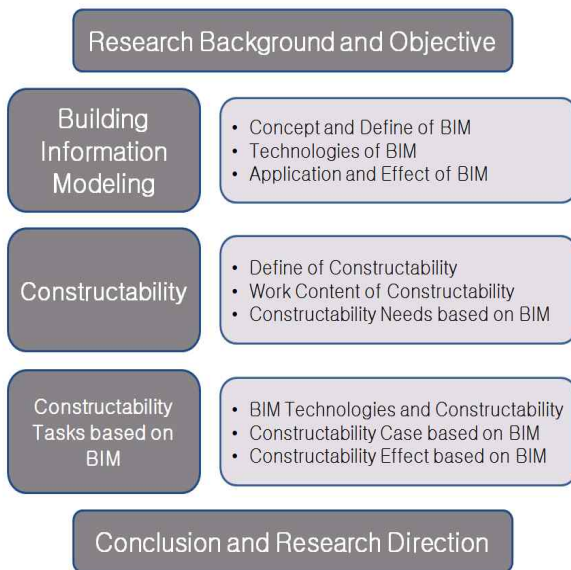 Research Background and Objective
Building
Information
Modeling
• Concept and Define of BIM
• Technologies of BIM
• Application and Effect of BIM
Constructability
• Define of Constructability
• Work Content of Constructability
• Constructability Needs based on BIM
Constructability
Tasks based on
BIM
• BIM Technologies and Constructability
• Constructability Case based on BIM
• Constructability Effect based on BIM
Conclusion and Research Direction